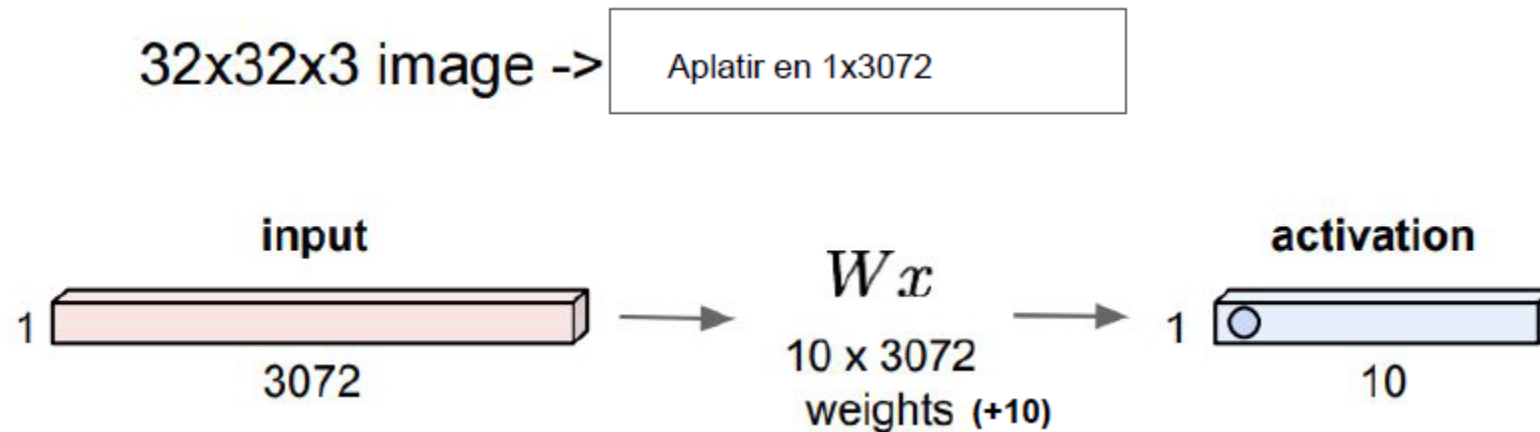 32x32x3 image -> Aplatir en 1x3072
input
activation
1
3072
Wx
10 x 3072
weights (+10)
1
10